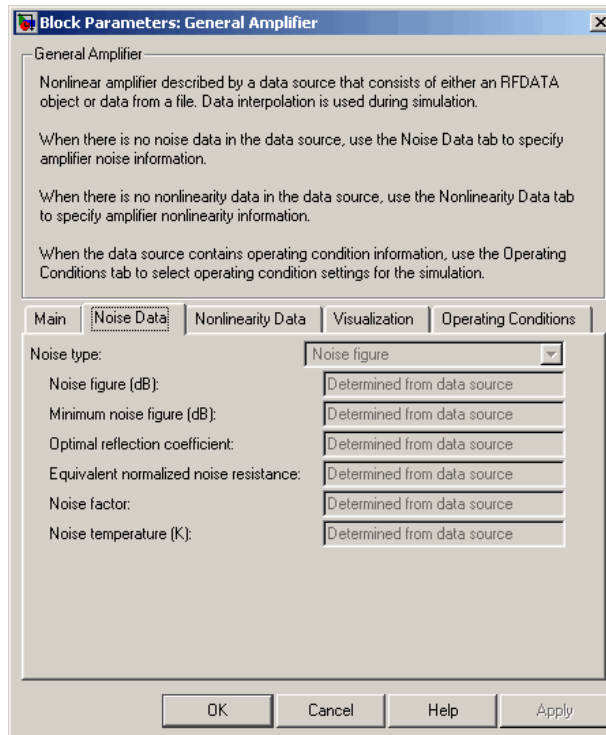 Block Parameters: General Amplifier
General Amplifier
Nonlinear amplifier described by a data source that consists of either an RFDATA
object or data from a file. Data interpolation is used during simulation.
When there is no noise data in the data source, use the Noise Data tab to specify
amplifier noise information.
When there is no nonlinearity data in the data source, use the Nonlinearity Data tab
to specify amplifier nonlinearity information.
When the data source contains operating condition information, use the Operating
Conditions tab to select operating condition settings for the simulation.
Main Noise Data Nonlinearity Data Visualization Operating Conditions
Noise type: Noise figure
Noise figure (dB): Determined from data source
Minimum noise figure (dB): Determined from data source
Optimal reflection coefficient: Determined from data source
Equivalent normalized noise resistance: Determined from data source
Noise factor: Determined from data source
Noise temperature (K): Determined from data source
OK Cancel Help Apply